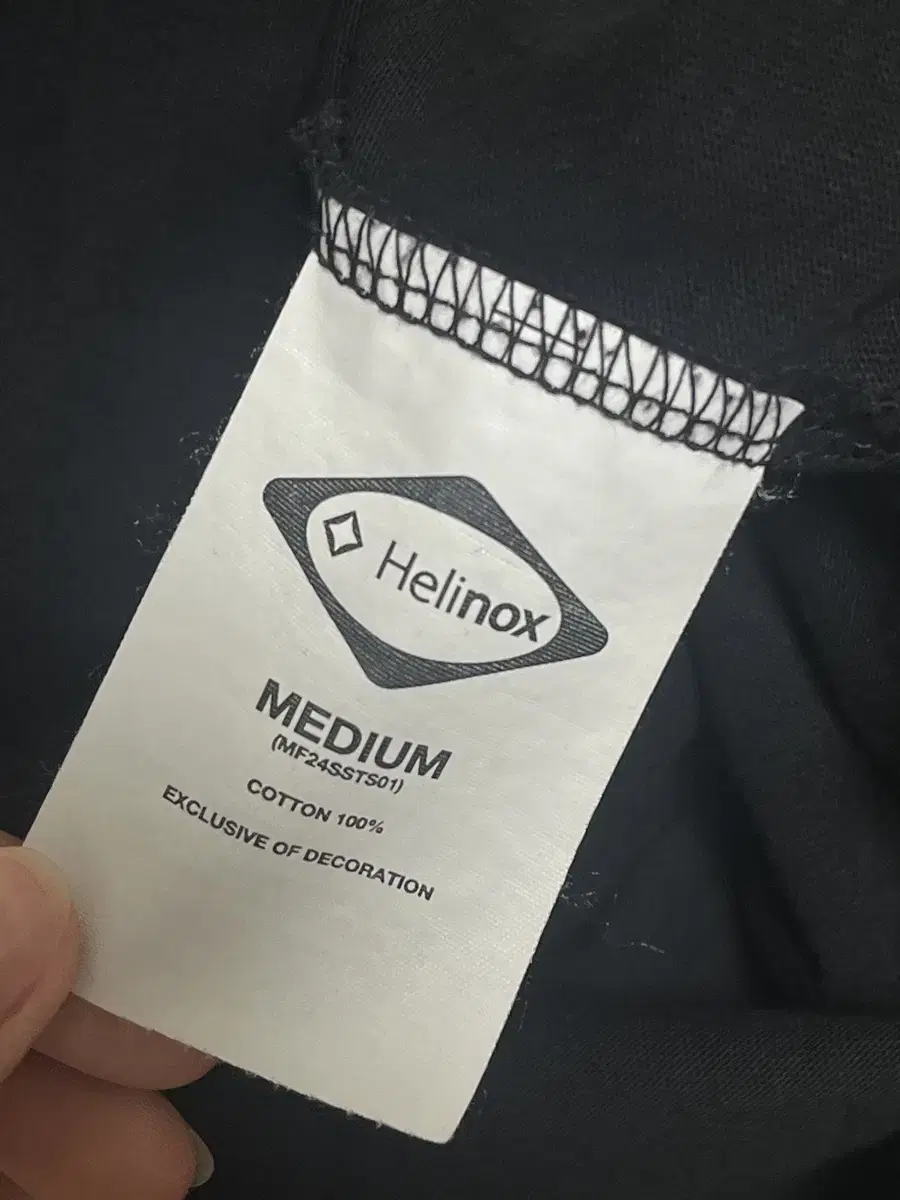 Helinox
MEDIUM
(MF24SSTS01)
COTTON 100%
EXCLUSIVE OF DECORATION